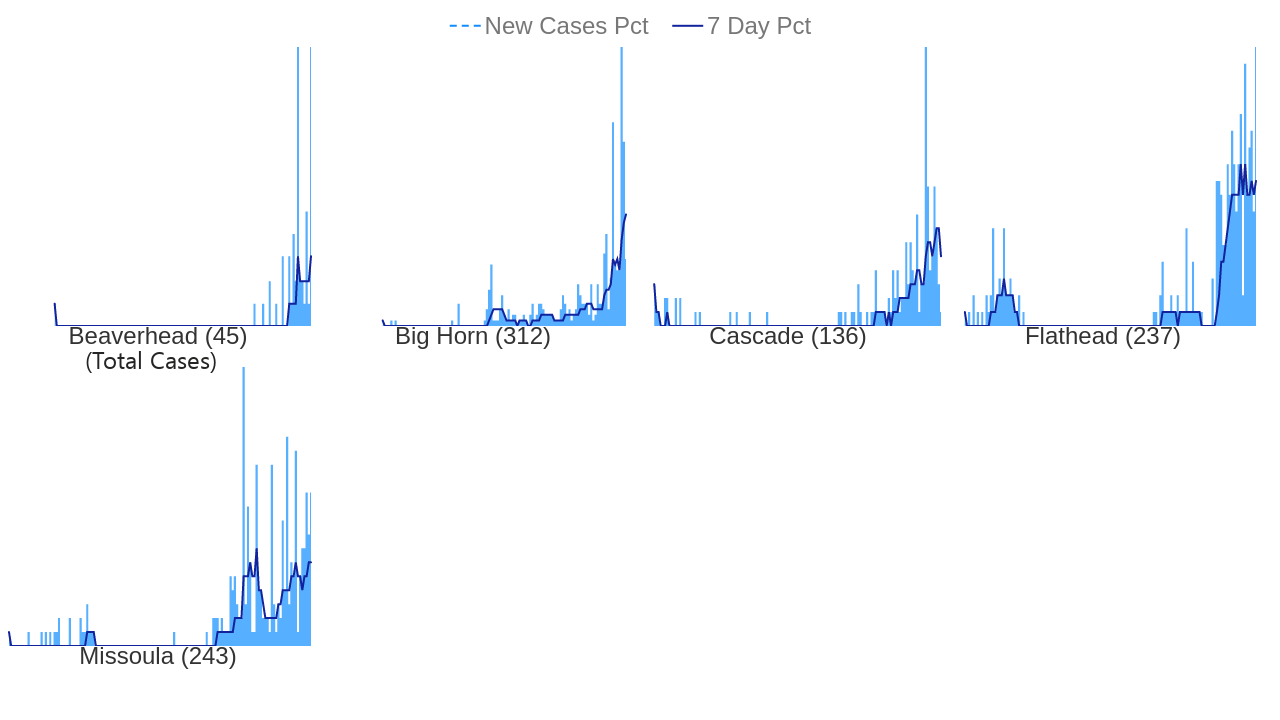 New Cases Pct 7 Day Pct
Beaverhead (45) Big Horn (312) Cascade (136) Flathead (237)
(Total Cases)
Missoula (243)